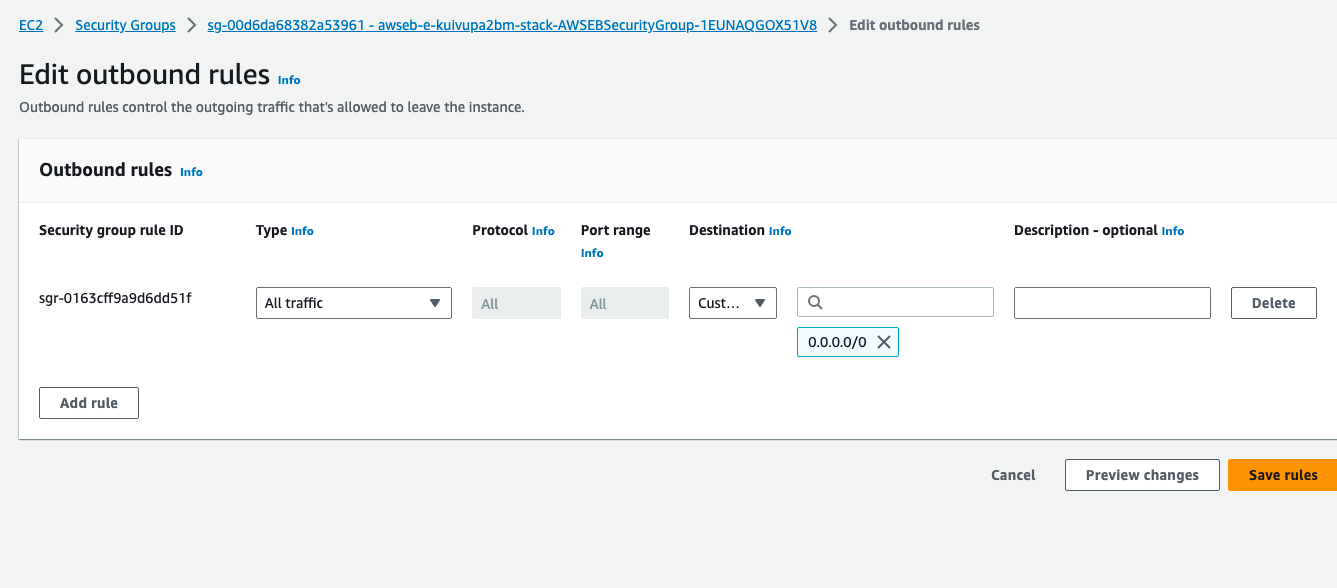 EC2 > Security Groups > sg-00d6da68382a53961 - awseb-e-kuivupa2bm-stack-AWSEBSecurityGroup-1EUNAQGOX51V8 > Edit outbound rules
Edit outbound rules Info
Outbound rules control the outgoing traffic that's allowed to leave the instance.
Outbound rules Info
Security group rule ID Type Info Protocol Info Port range Info Destination Info Description - optional Info
sgr-0163cff9a9d6dd51f All traffic All All Cust... Delete
0.0.0.0/0
Add rule
Cancel Preview changes Save rules